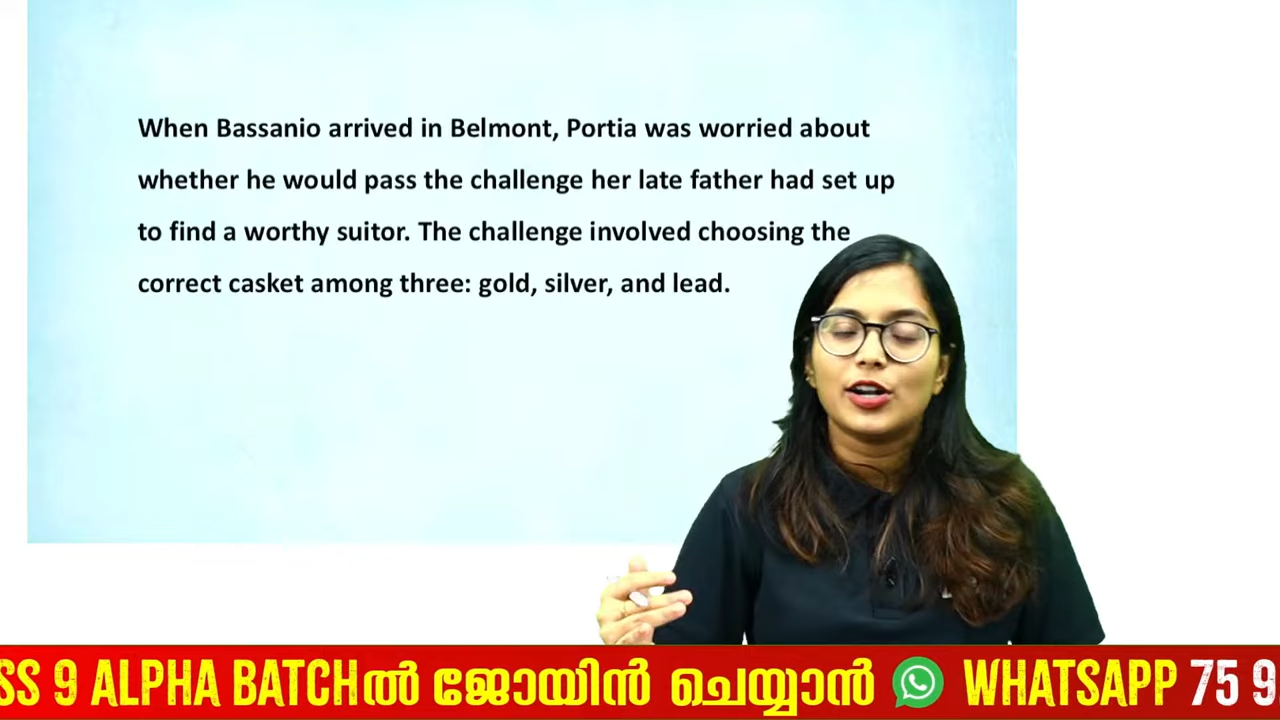 When Bassanio arrived in Belmont, Portia was worried about
whether he would pass the challenge her late father had set up
to find a worthy suitor. The challenge involved choosing the
correct casket among three: gold, silver, and lead.
SS 9 ALPHA BATCHൽ ജോയിൻ ചെയ്യാൻ WHATSAPP 75 9